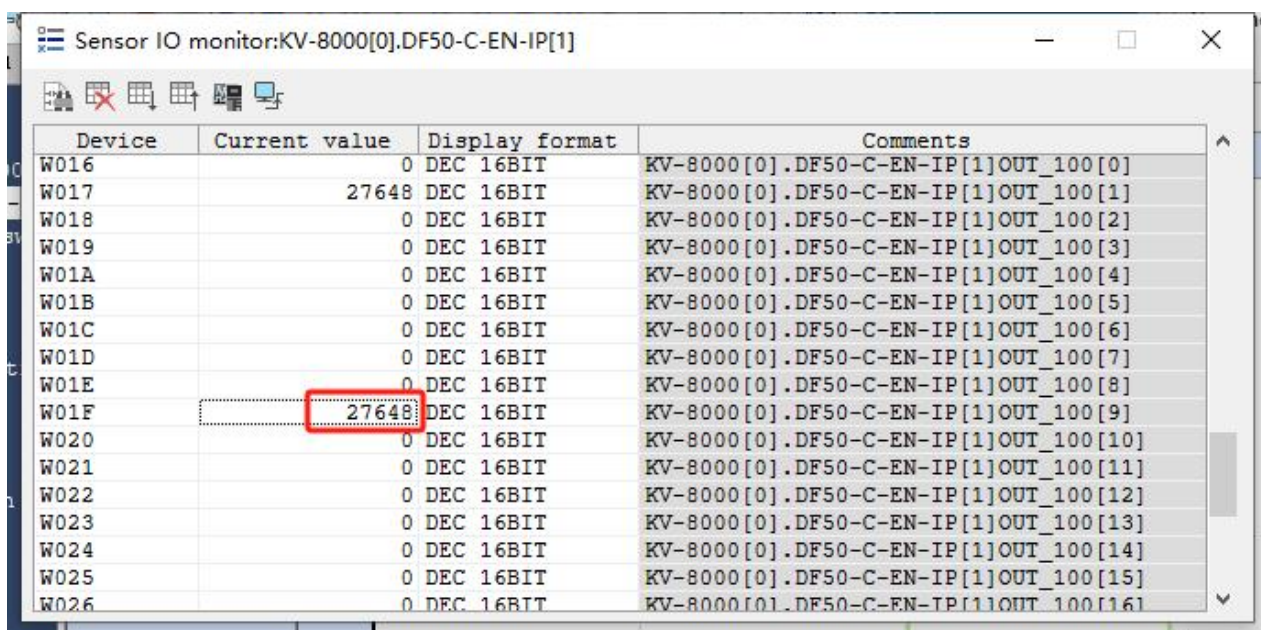 Sensor IO monitor:KV-8000[0].DF50-C-EN-IP[1]
Device Current value Display format Comments
W016 0 DEC 16BIT KV-8000[0].DF50-C-EN-IP[1]OUT_100[0]
W017 27648 DEC 16BIT KV-8000[0].DF50-C-EN-IP[1]OUT_100[1]
W018 0 DEC 16BIT KV-8000[0].DF50-C-EN-IP[1]OUT_100[2]
W019 0 DEC 16BIT KV-8000[0].DF50-C-EN-IP[1]OUT_100[3]
W01A 0 DEC 16BIT KV-8000[0].DF50-C-EN-IP[1]OUT_100[4]
W01B 0 DEC 16BIT KV-8000[0].DF50-C-EN-IP[1]OUT_100[5]
W01C 0 DEC 16BIT KV-8000[0].DF50-C-EN-IP[1]OUT_100[6]
W01D 0 DEC 16BIT KV-8000[0].DF50-C-EN-IP[1]OUT_100[7]
W01E 0 DEC 16BIT KV-8000[0].DF50-C-EN-IP[1]OUT_100[8]
W01F 27648 DEC 16BIT KV-8000[0].DF50-C-EN-IP[1]OUT_100[9]
W020 0 DEC 16BIT KV-8000[0].DF50-C-EN-IP[1]OUT_100[10]
W021 0 DEC 16BIT KV-8000[0].DF50-C-EN-IP[1]OUT_100[11]
W022 0 DEC 16BIT KV-8000[0].DF50-C-EN-IP[1]OUT_100[12]
W023 0 DEC 16BIT KV-8000[0].DF50-C-EN-IP[1]OUT_100[13]
W024 0 DEC 16BIT KV-8000[0].DF50-C-EN-IP[1]OUT_100[14]
W025 0 DEC 16BIT KV-8000[0].DF50-C-EN-IP[1]OUT_100[15]
W026 0 DEC 16BIT KV-8000[0].DF50-C-EN-IP[1]OUT_100[16]